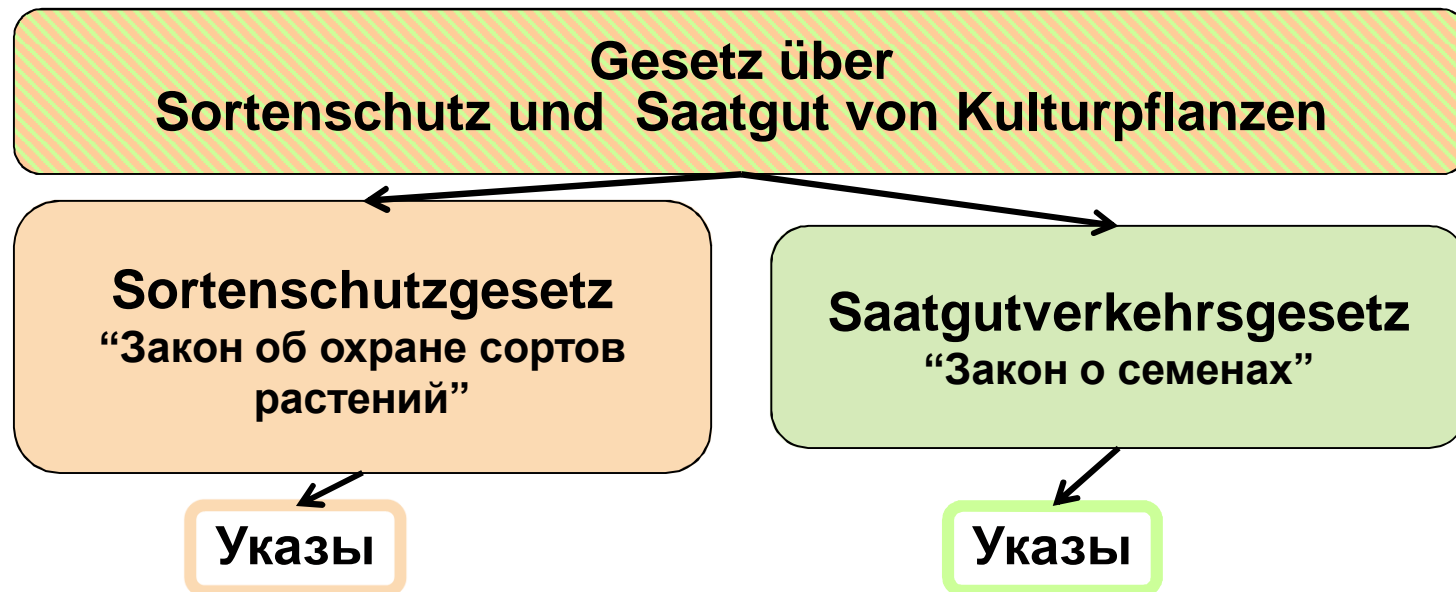 Gesetz über
Sortenschutz und Saatgut von Kulturpflanzen
Sortenschutzgesetz
“Закон об охране сортов
растений”
Saatgutverkehrsgesetz
“Закон о семенах”
Указы
Указы